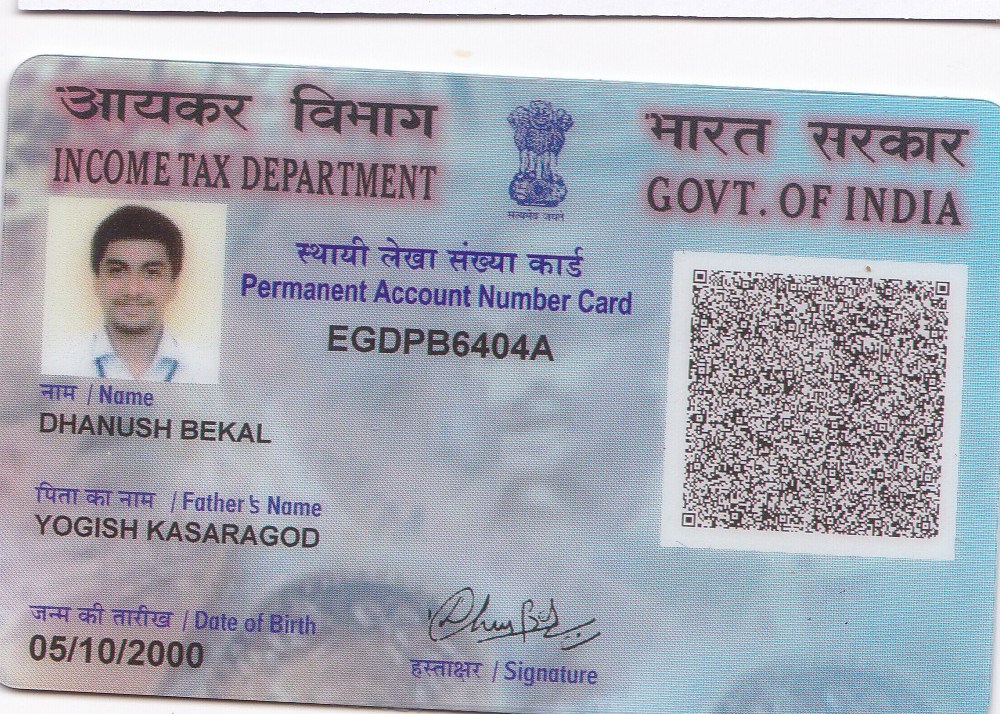 आयकर विभाग
INCOME TAX DEPARTMENT
सत्यमेव जयते
भारत सरकार
GOVT. OF INDIA
स्थायी लेखा संख्या कार्ड
Permanent Account Number Card
EGDPB6404A
नाम / Name
DHANUSH BEKAL
पिता का नाम / Father's Name
YOGISH KASARAGOD
जन्म की तारीख / Date of Birth
05/10/2000
हस्ताक्षर / Signature